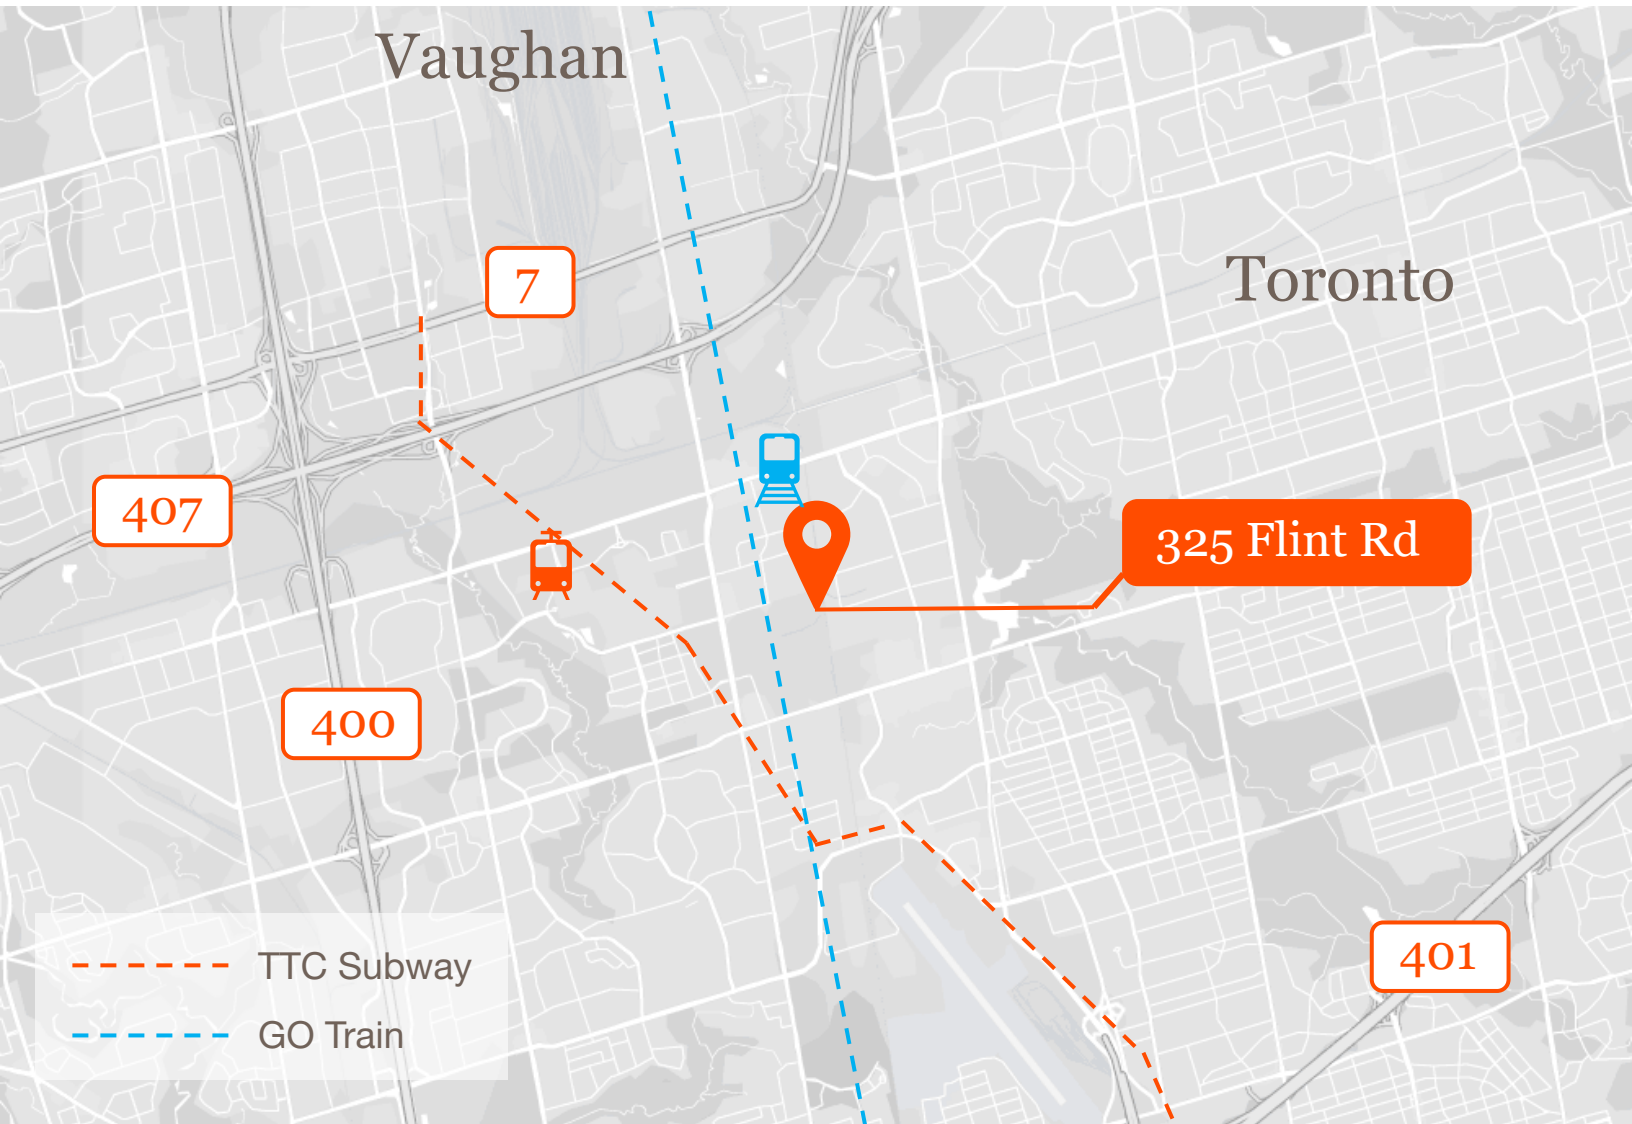 Vaughan
7
Toronto
407
325 Flint Rd
400
401
TTC Subway
GO Train